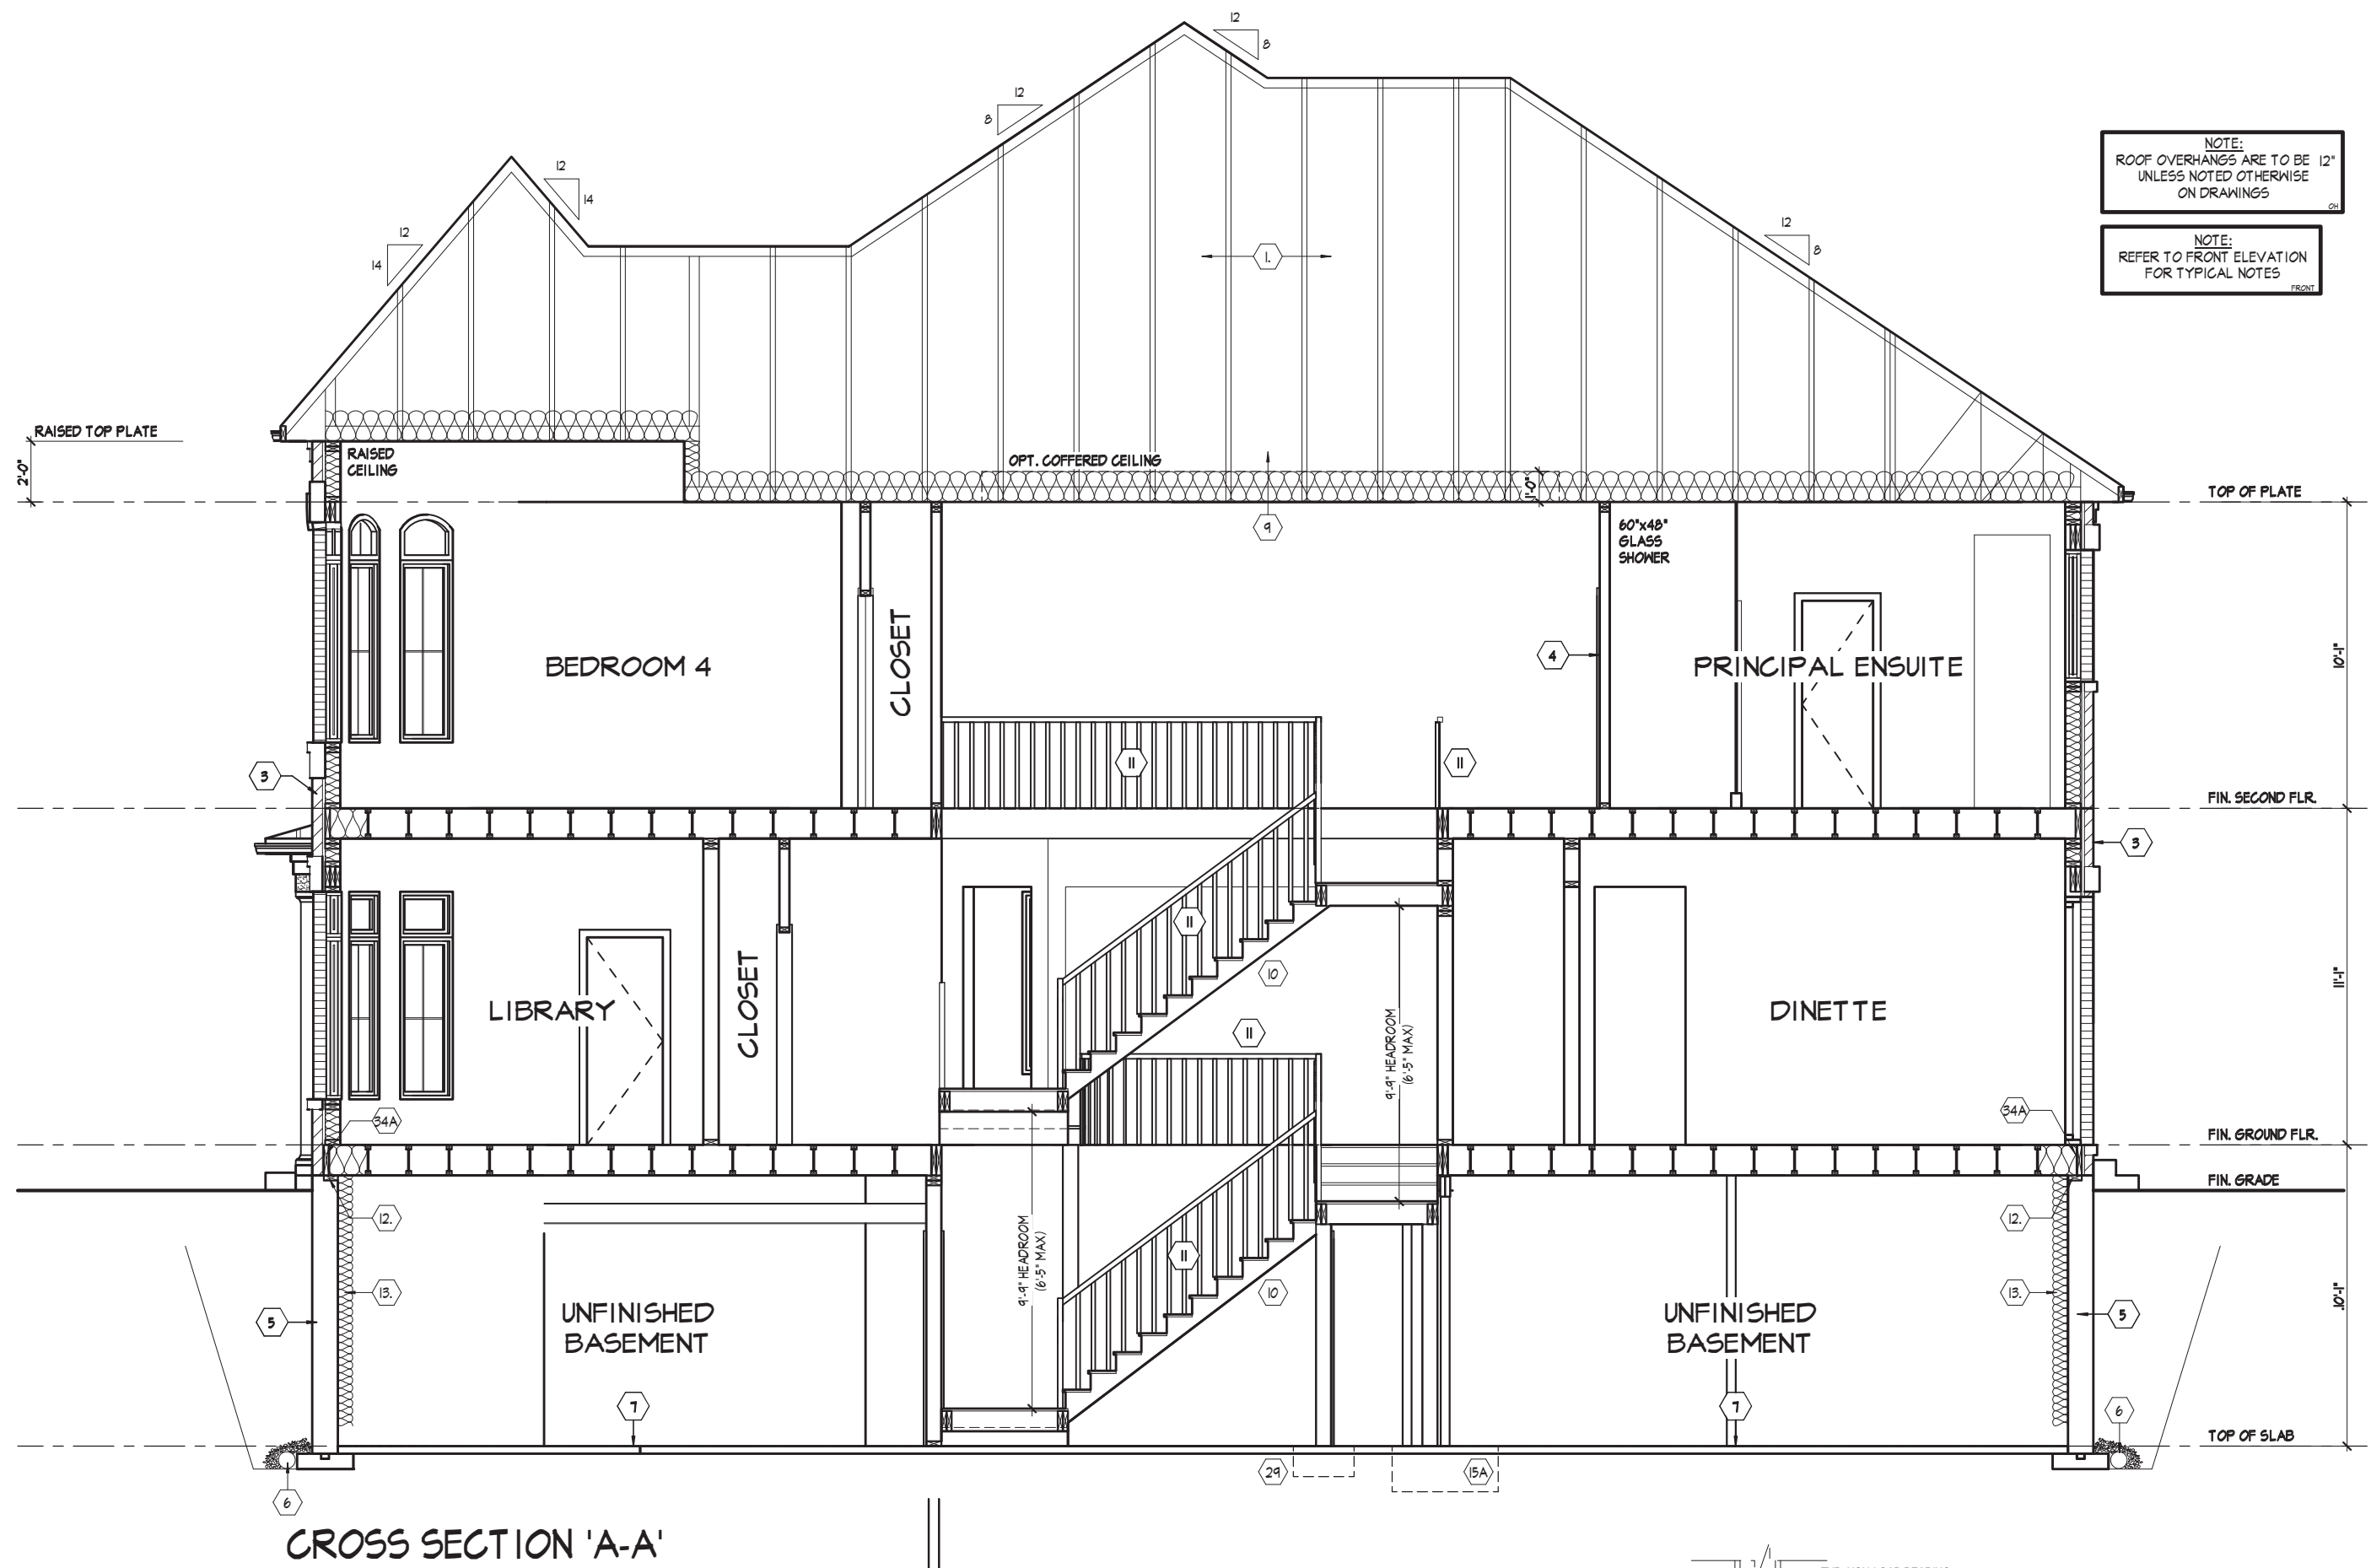 12
8
12
8
12
14
12
14
12
8
NOTE:
ROOF OVERHANGS ARE TO BE 12"
UNLESS NOTED OTHERWISE
ON DRAWINGS
OH
NOTE:
REFER TO FRONT ELEVATION
FOR TYPICAL NOTES
FRONT
1.
RAISED TOP PLATE
2'-0"
RAISED
CEILING
OPT. COFFERED CEILING
1'-0"
9
TOP OF PLATE
60"x48"
GLASS
SHOWER
BEDROOM 4
CLOSET
4
PRINCIPAL ENSUITE
10'-1"
3
11
11
FIN. SECOND FLR.
3
11
10
LIBRARY
CLOSET
11
9'-9" HEADROOM
(6'-5" MAX)
DINETTE
11'-1"
34A
34A
FIN. GROUND FLR.
FIN. GRADE
12.
12.
9'-9" HEADROOM
(6'-5" MAX)
11
10
13.
13.
5
5
UNFINISHED
BASEMENT
UNFINISHED
BASEMENT
10'-1"
7
7
6
TOP OF SLAB
29
15A
6
CROSS SECTION 'A-A'